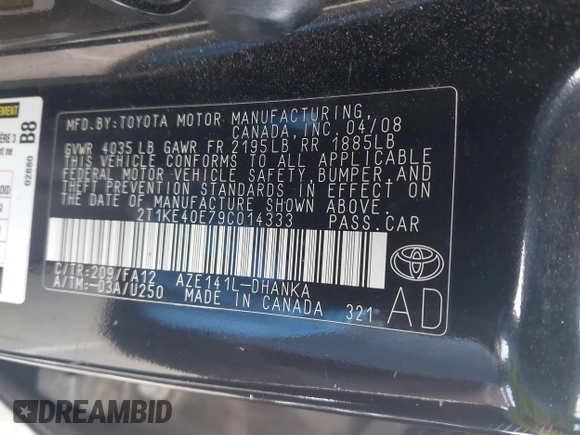 MFD.BY:TOYOTA MOTOR MANUFACTURING,
CANADA, INC. 04/08
GVWR 4035 LB GAWR FR 2195LB RR 1885LB
THIS VEHICLE CONFORMS TO ALL APPLICABLE
FEDERAL MOTOR VEHICLE SAFETY, BUMPER, AND
THEFT PREVENTION STANDARDS IN EFFECT ON
THE DATE OF MANUFACTURE SHOWN ABOVE.
2T1KE40E79C014333 PASS.CAR
C/TR:209/FA12 AZE141L-DHANKA
A/TM:-03A/U250 MADE IN CANADA 321
AD
B8
02880
DREAMBID